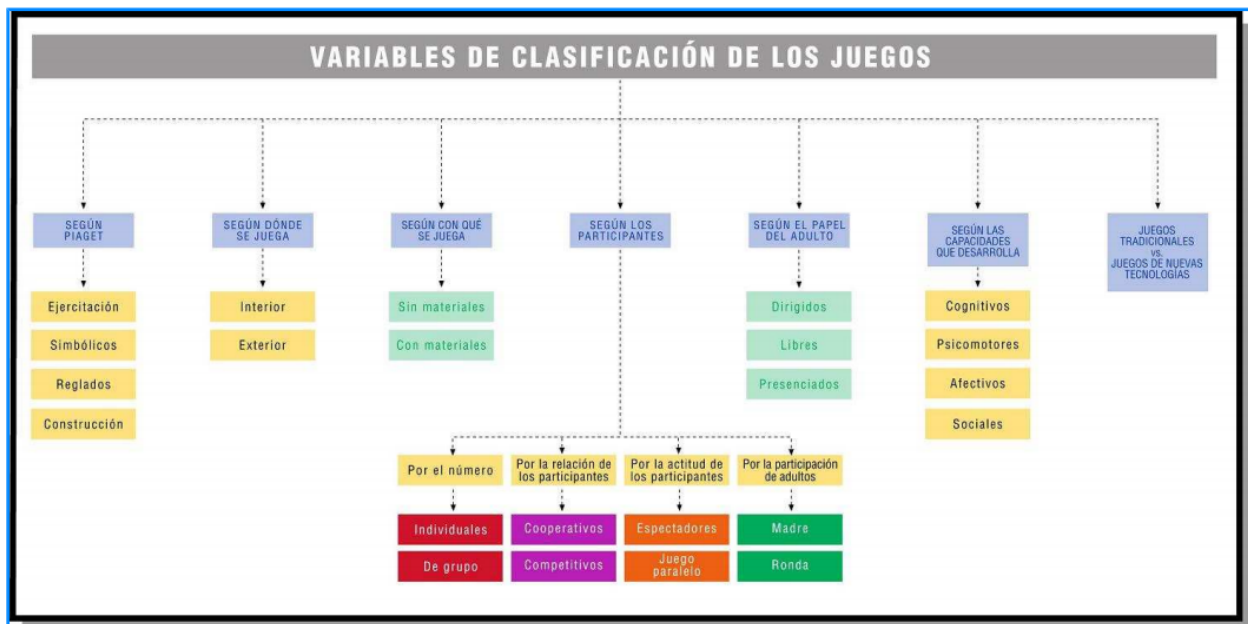 VARIABLES DE CLASIFICACIÓN DE LOS JUEGOS
SEGÚN
PIAGET
Ejercitación
Simbólicos
Reglados
Construcción
SEGÚN DÓNDE
SE JUEGA
Interior
Exterior
SEGÚN CON QUÉ
SE JUEGA
Sin materiales
Con materiales
SEGÚN LOS
PARTICIPANTES
Por el número
Individuales
De grupo
Por la relación de
los participantes
Cooperativos
Competitivos
Por la actitud de
los participantes
Espectadores
Juego
paralelo
Por la participación
de adultos
Madre
Ronda
SEGÚN EL PAPEL
DEL ADULTO
Dirigidos
Libres
Presenciados
SEGÚN LAS
CAPACIDADES
QUE DESARROLLA
Cognitivos
Psicomotores
Afectivos
Sociales
JUEGOS
TRADICIONALES
vs.
JUEGOS DE NUEVAS
TECNOLOGÍAS